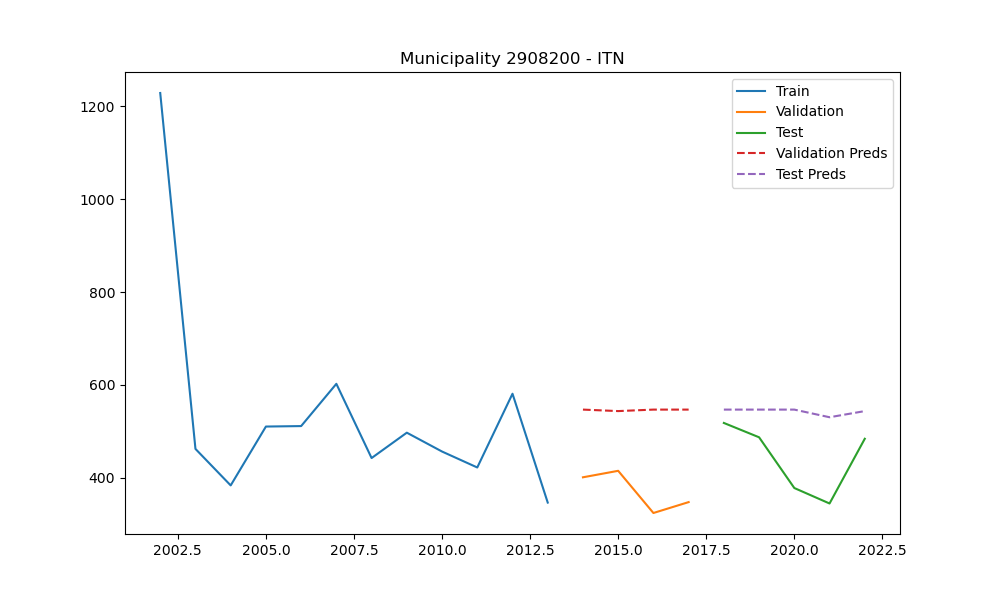 Municipality 2908200 - ITN
Train
Validation
Test
Validation Preds
Test Preds
1200
1000
800
600
400
2002.5 2005.0 2007.5 2010.0 2012.5 2015.0 2017.5 2020.0 2022.5